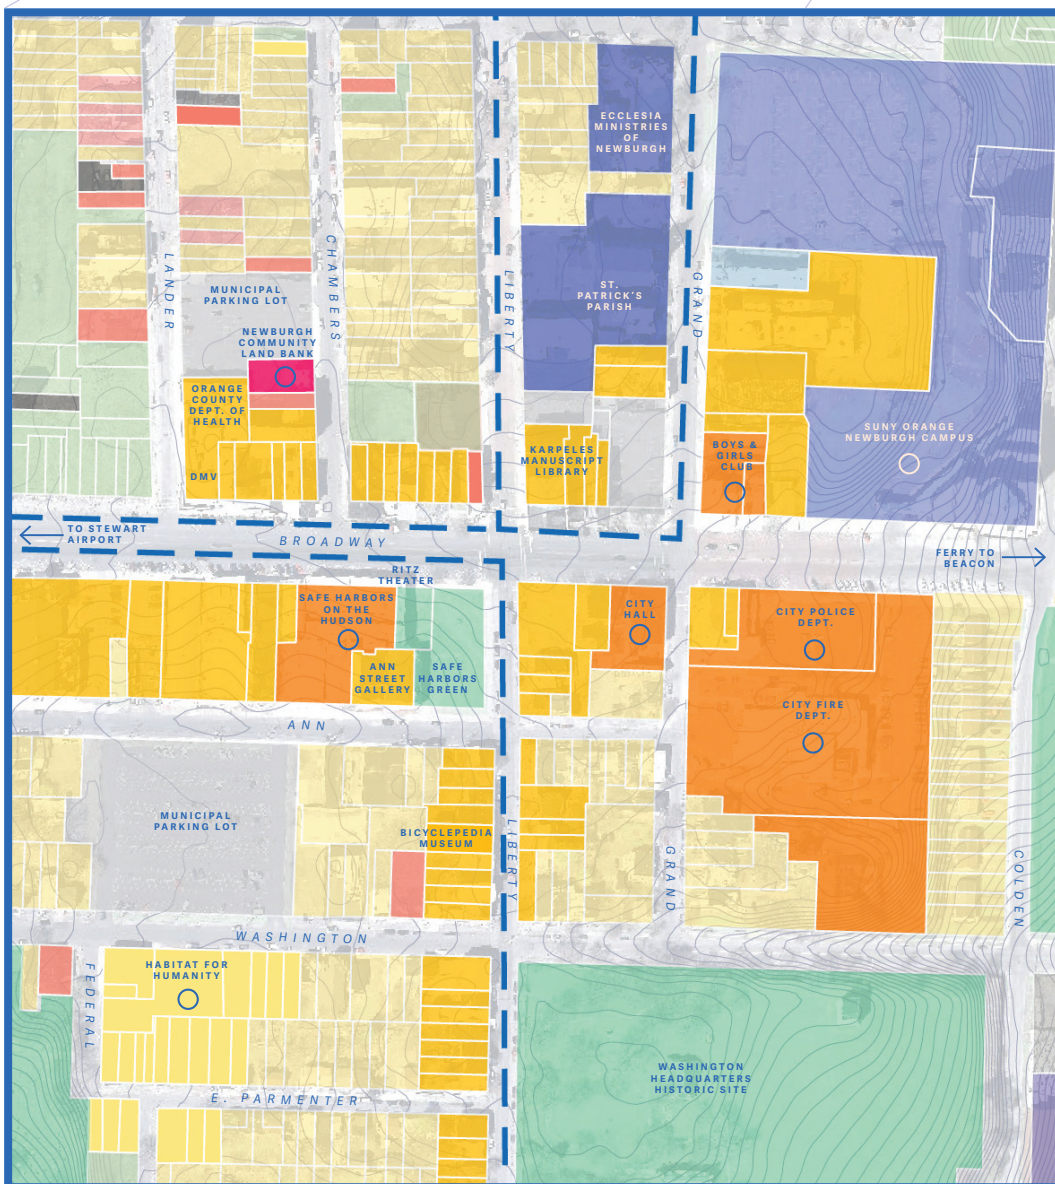 ECCLESIA
MINISTRIES
OF
NEWBURGH
LANDER
CHAMBERS
LIBERTY
GRAND
MUNICIPAL
PARKING LOT
ST.
PATRICK'S
PARISH
NEWBURGH
COMMUNITY
LAND BANK
ORANGE
COUNTY
DEPT. OF
HEALTH
DMV
KARPELES
MANUSCRIPT
LIBRARY
BOYS &
GIRLS
CLUB
SUNY ORANGE
NEWBURGH CAMPUS
TO STEWART
AIRPORT
BROADWAY
FERRY TO
BEACON
RITZ
THEATER
SAFE HARBORS
ON THE
HUDSON
ANN
STREET
GALLERY
SAFE
HARBORS
GREEN
CITY
HALL
CITY POLICE
DEPT.
CITY FIRE
DEPT.
ANN
MUNICIPAL
PARKING LOT
BICYCLEPEDIA
MUSEUM
LIBERTY
GRAND
COLDEN
WASHINGTON
FEDERAL
HABITAT FOR
HUMANITY
WASHINGTON
HEADQUARTERS
HISTORIC SITE
E. PARMENTER